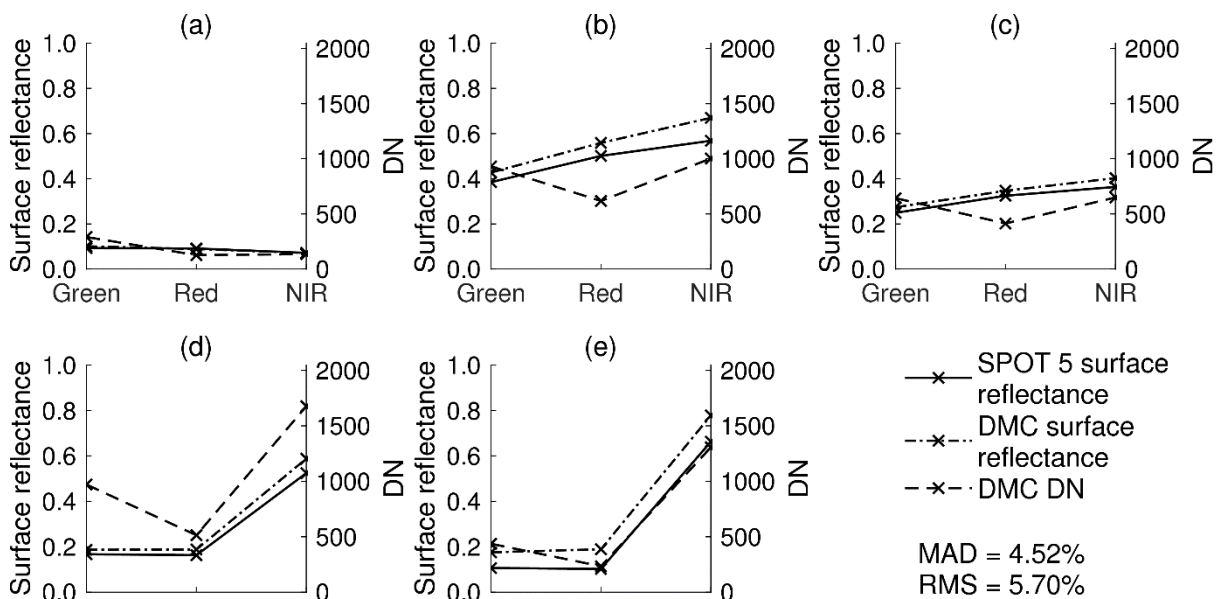 (a)
1.0
0.8
0.6
0.4
0.2
0.0
Surface reflectance
2000
1500
1000
500
0
DN
Green Red NIR
(b)
1.0
0.8
0.6
0.4
0.2
0.0
Surface reflectance
2000
1500
1000
500
0
DN
Green Red NIR
(c)
1.0
0.8
0.6
0.4
0.2
0.0
Surface reflectance
2000
1500
1000
500
0
DN
Green Red NIR
(d)
1.0
0.8
0.6
0.4
0.2
0.0
Surface reflectance
2000
1500
1000
500
0
DN
(e)
1.0
0.8
0.6
0.4
0.2
0.0
Surface reflectance
2000
1500
1000
500
0
DN
SPOT 5 surface
reflectance
DMC surface
reflectance
DMC DN
MAD = 4.52%
RMS = 5.70%